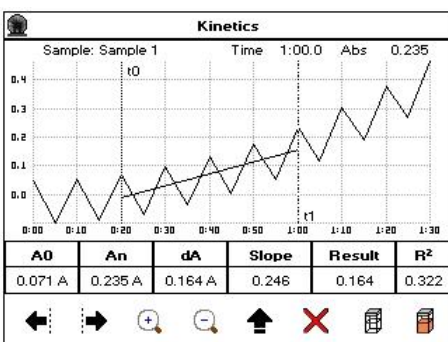 Kinetics
Sample: Sample 1 Time 1:00.0 Abs 0.235
t0
0.4
0.3
0.2
0.1
0.0
t1
0:00 0:10 0:20 0:30 0:40 0:50 1:00 1:10 1:20 1:30
A0 An dA Slope Result R²
0.071 A 0.235 A 0.164 A 0.246 0.164 0.322